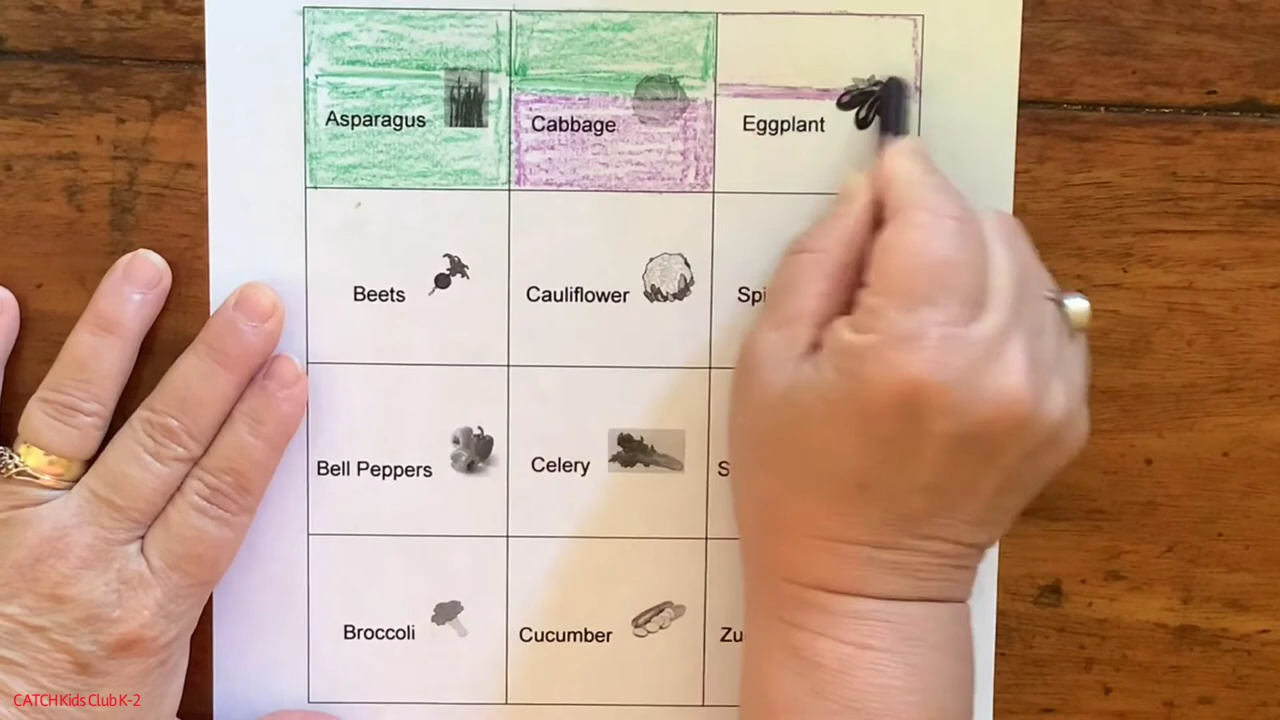 Asparagus
Cabbage
Eggplant
Beets
Cauliflower
Bell Peppers
Celery
Broccoli
Cucumber
CATCH Kids Club K-2